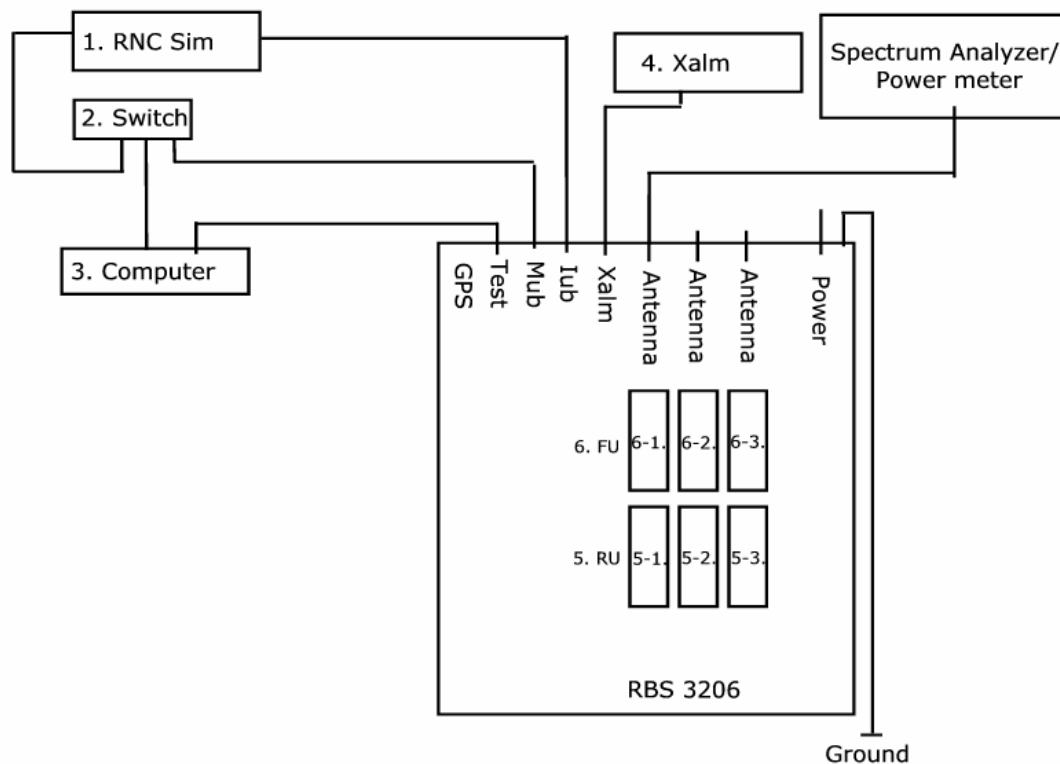 1. RNC Sim
4. Xalm
Spectrum Analyzer/
Power meter
2. Switch
3. Computer
GPS
Test
Mub
Iub
Xalm
Antenna
Antenna
Antenna
Power
6. FU
6-1.
6-2.
6-3.
5. RU
5-1.
5-2.
5-3.
RBS 3206
Ground